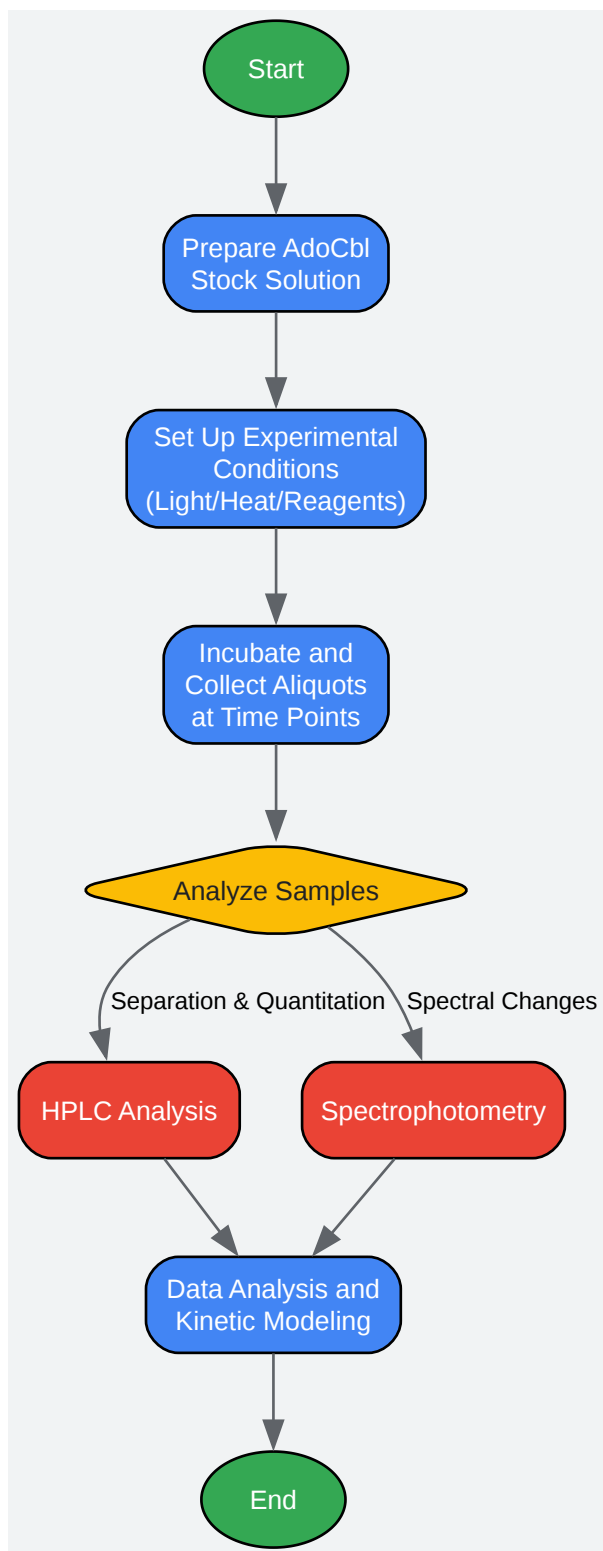 Start
Prepare AdoCbl
Stock Solution
Set Up Experimental
Conditions
(Light/Heat/Reagents)
Incubate and
Collect Aliquots
at Time Points
Analyze Samples
Separation & Quantitation
Spectral Changes
HPLC Analysis
Spectrophotometry
Data Analysis and
Kinetic Modeling
End